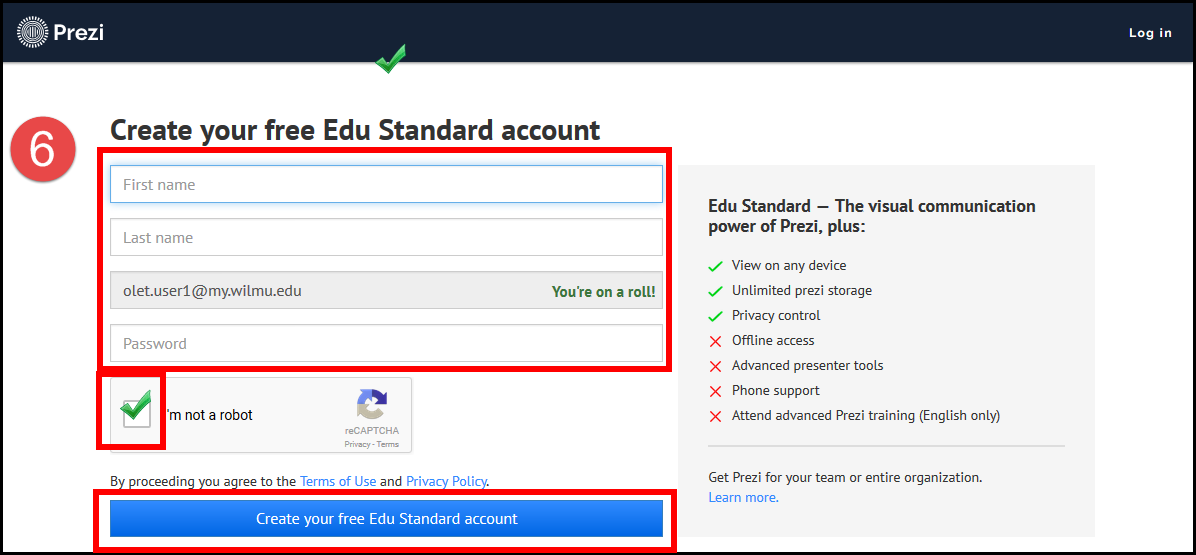 Prezi
Log in
6
Create your free Edu Standard account
First name
Last name
olet.user1@my.wilmu.edu You're on a roll!
Password
'm not a robot
reCAPTCHA
Privacy - Terms
By proceeding you agree to the Terms of Use and Privacy Policy.
Create your free Edu Standard account
Edu Standard — The visual communication
power of Prezi, plus:
View on any device
Unlimited prezi storage
Privacy control
Offline access
Advanced presenter tools
Phone support
Attend advanced Prezi training (English only)
Get Prezi for your team or entire organization.
Learn more.